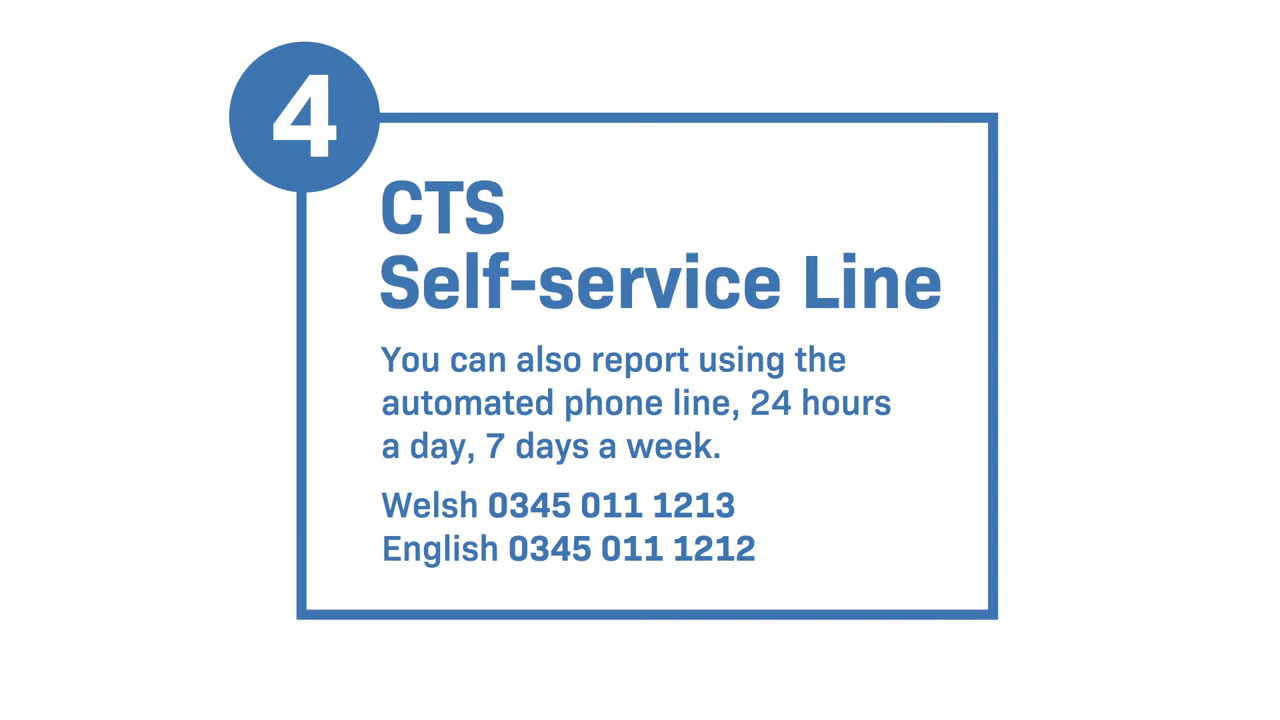 4
CTS
Self-service Line
You can also report using the
automated phone line, 24 hours
a day, 7 days a week.
Welsh 0345 011 1213
English 0345 011 1212